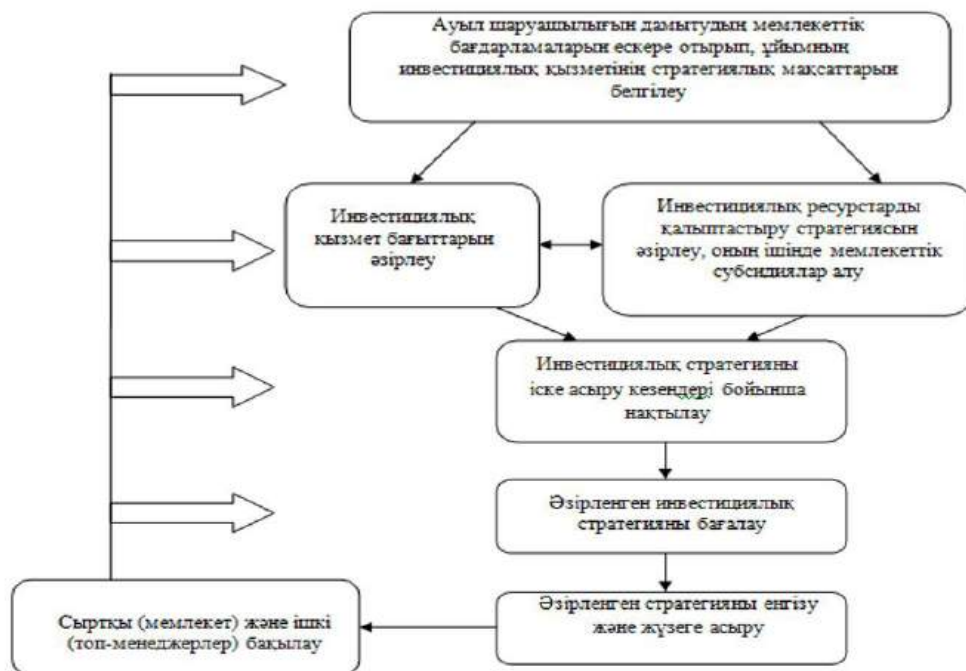 Ауыл шаруашылығын дамытудың мемлекеттік
бағдарламаларын ескере отырып, ұйымның
инвестициялық қызметінің стратегиялық мақсаттарын
белгілеу
Инвестициялық
қызмет бағыттарын
әзірлеу
Инвестициялық ресурстарды
қалыптастыру стратегиясын
әзірлеу, оның ішінде мемлекеттік
субсидиялар алу
Инвестициялық стратегияны
іске асыру кезендері бойынша
нақтылау
Әзірленген инвестициялық
стратегияны бағалау
Әзірленген стратегияны енгізу
және жүзеге асыру
Сыртқы (мемлекет) және ішкі
(топ-менеджерлер) бақылау